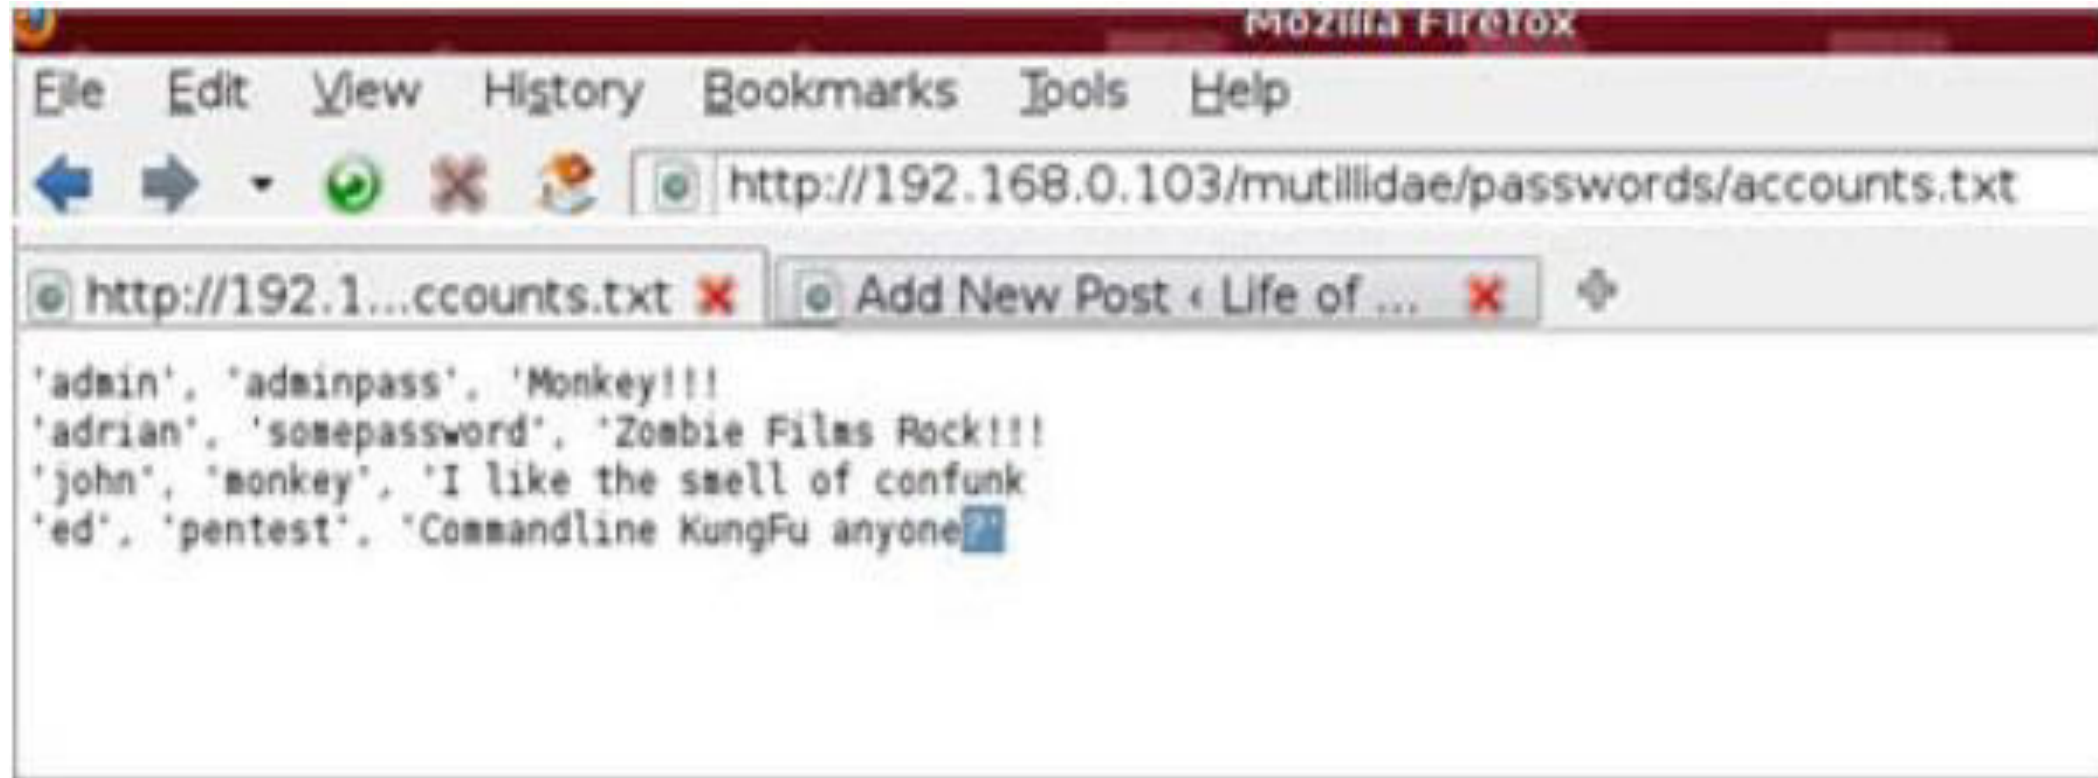 Mozilla Firefox
File Edit View History Bookmarks Tools Help
http://192.168.0.103/mutillidae/passwords/accounts.txt
http://192.1...ccounts.txt Add New Post ‹ Life of ...
'admin', 'adminpass', 'Monkey!!!
'adrian', 'somepassword', 'Zombie Films Rock!!!
'john', 'monkey', 'I like the smell of confunk
'ed', 'pentest', 'Commandline KungFu anyone?'